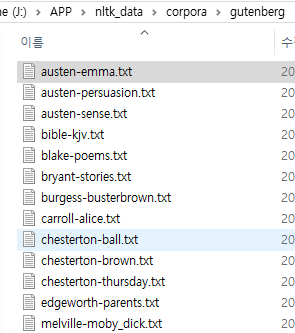 ne (J:) > APP > nltk_data > corpora > gutenberg
이름
austen-emma.txt 20
austen-persuasion.txt 20
austen-sense.txt 20
bible-kjv.txt 20
blake-poems.txt 20
bryant-stories.txt 20
burgess-busterbrown.txt 20
carroll-alice.txt 20
chesterton-ball.txt 20
chesterton-brown.txt 20
chesterton-thursday.txt 20
edgeworth-parents.txt 20
melville-moby_dick.txt 20